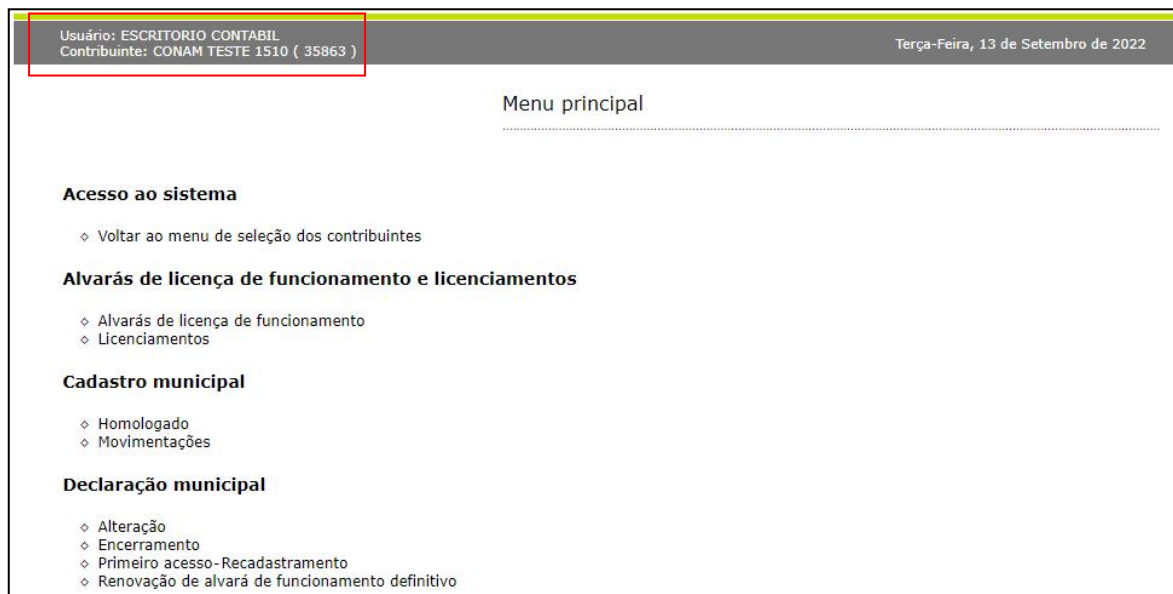 Usuário: ESCRITORIO CONTABIL
Contribuinte: CONAM TESTE 1510 ( 35863 )
Terça-Feira, 13 de Setembro de 2022
Menu principal
Acesso ao sistema
Voltar ao menu de seleção dos contribuintes
Alvarás de licença de funcionamento e licenciamentos
Alvarás de licença de funcionamento
Licenciamentos
Cadastro municipal
Homologado
Movimentações
Declaração municipal
Alteração
Encerramento
Primeiro acesso-Recadastramento
Renovação de alvará de funcionamento definitivo